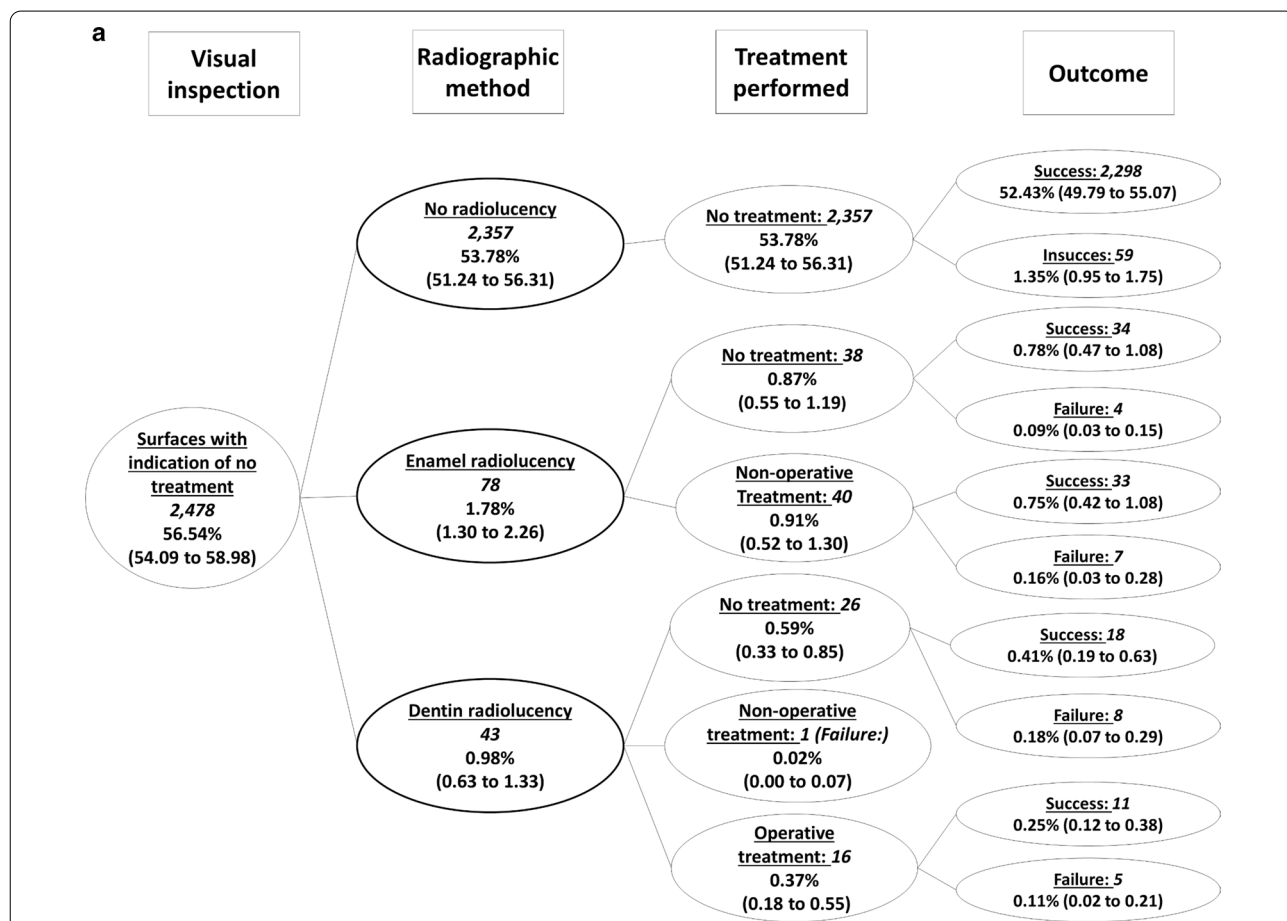 a
Visual
inspection
Radiographic
method
Treatment
performed
Outcome
Surfaces with
indication of no
treatment
2,478
56.54%
(54.09 to 58.98)
No radiolucency
2,357
53.78%
(51.24 to 56.31)
Enamel radiolucency
78
1.78%
(1.30 to 2.26)
Dentin radiolucency
43
0.98%
(0.63 to 1.33)
No treatment: 2,357
53.78%
(51.24 to 56.31)
No treatment: 38
0.87%
(0.55 to 1.19)
Non-operative
Treatment: 40
0.91%
(0.52 to 1.30)
No treatment: 26
0.59%
(0.33 to 0.85)
Non-operative
treatment: 1 (Failure:)
0.02%
(0.00 to 0.07)
Operative
treatment: 16
0.37%
(0.18 to 0.55)
Success: 2,298
52.43% (49.79 to 55.07)
Insucces: 59
1.35% (0.95 to 1.75)
Success: 34
0.78% (0.47 to 1.08)
Failure: 4
0.09% (0.03 to 0.15)
Success: 33
0.75% (0.42 to 1.08)
Failure: 7
0.16% (0.03 to 0.28)
Success: 18
0.41% (0.19 to 0.63)
Failure: 8
0.18% (0.07 to 0.29)
Success: 11
0.25% (0.12 to 0.38)
Failure: 5
0.11% (0.02 to 0.21)